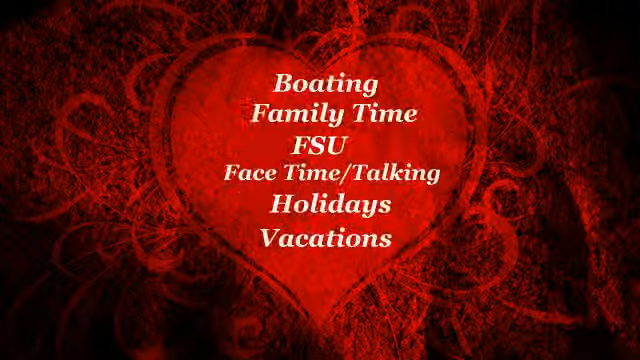 Boating
Family Time
FSU
Face Time/Talking
Holidays
Vacations